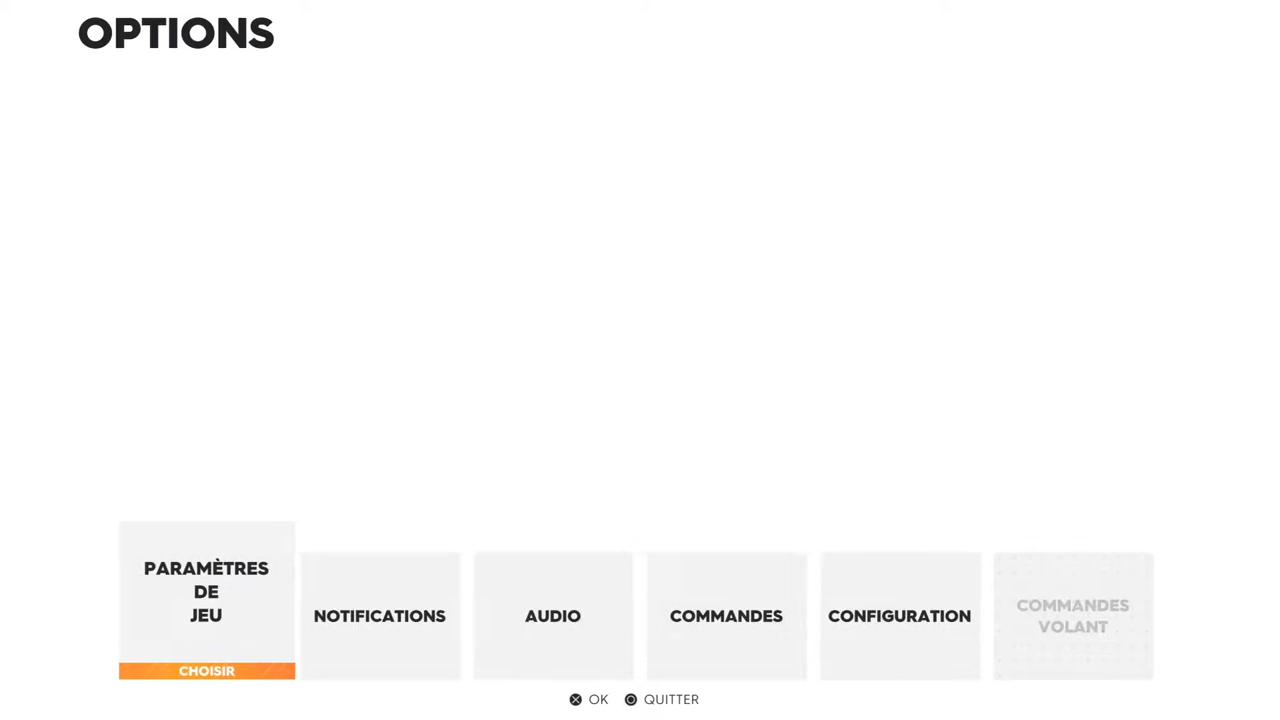 OPTIONS
PARAMÈTRES
DE
JEU
CHOISIR
NOTIFICATIONS
AUDIO
COMMANDES
CONFIGURATION
COMMANDES
VOLANT
OK
QUITTER